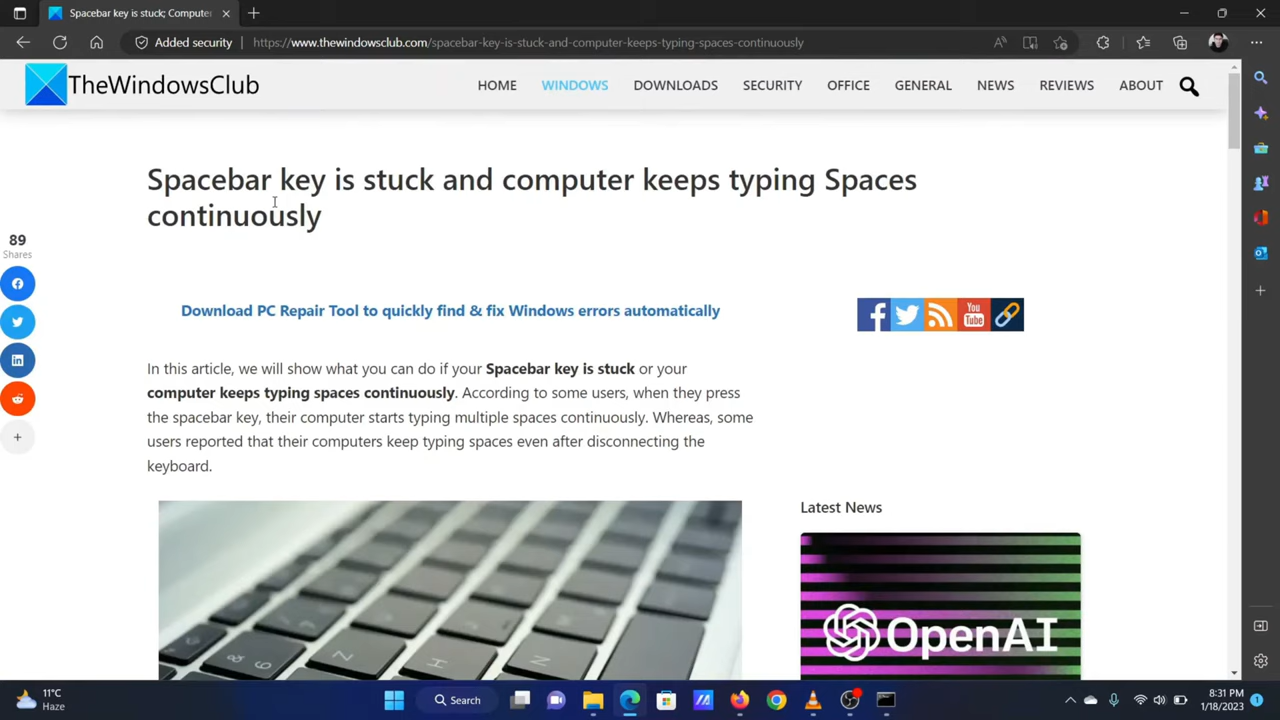 Spacebar key is stuck; Compute
Added security
https://www.thewindowsclub.com/spacebar-key-is-stuck-and-computer-keeps-typing-spaces-continuously
TheWindowsClub
HOME WINDOWS DOWNLOADS SECURITY OFFICE GENERAL NEWS REVIEWS ABOUT
Spacebar key is stuck and computer keeps typing Spaces
continuously
89
Shares
Download PC Repair Tool to quickly find & fix Windows errors automatically
You
Tube
In this article, we will show what you can do if your Spacebar key is stuck or your
computer keeps typing spaces continuously. According to some users, when they press
the spacebar key, their computer starts typing multiple spaces continuously. Whereas, some
users reported that their computers keep typing spaces even after disconnecting the
keyboard.
Latest News
OpenAI
11°C
Haze
Search
8:31 PM
1/18/2023